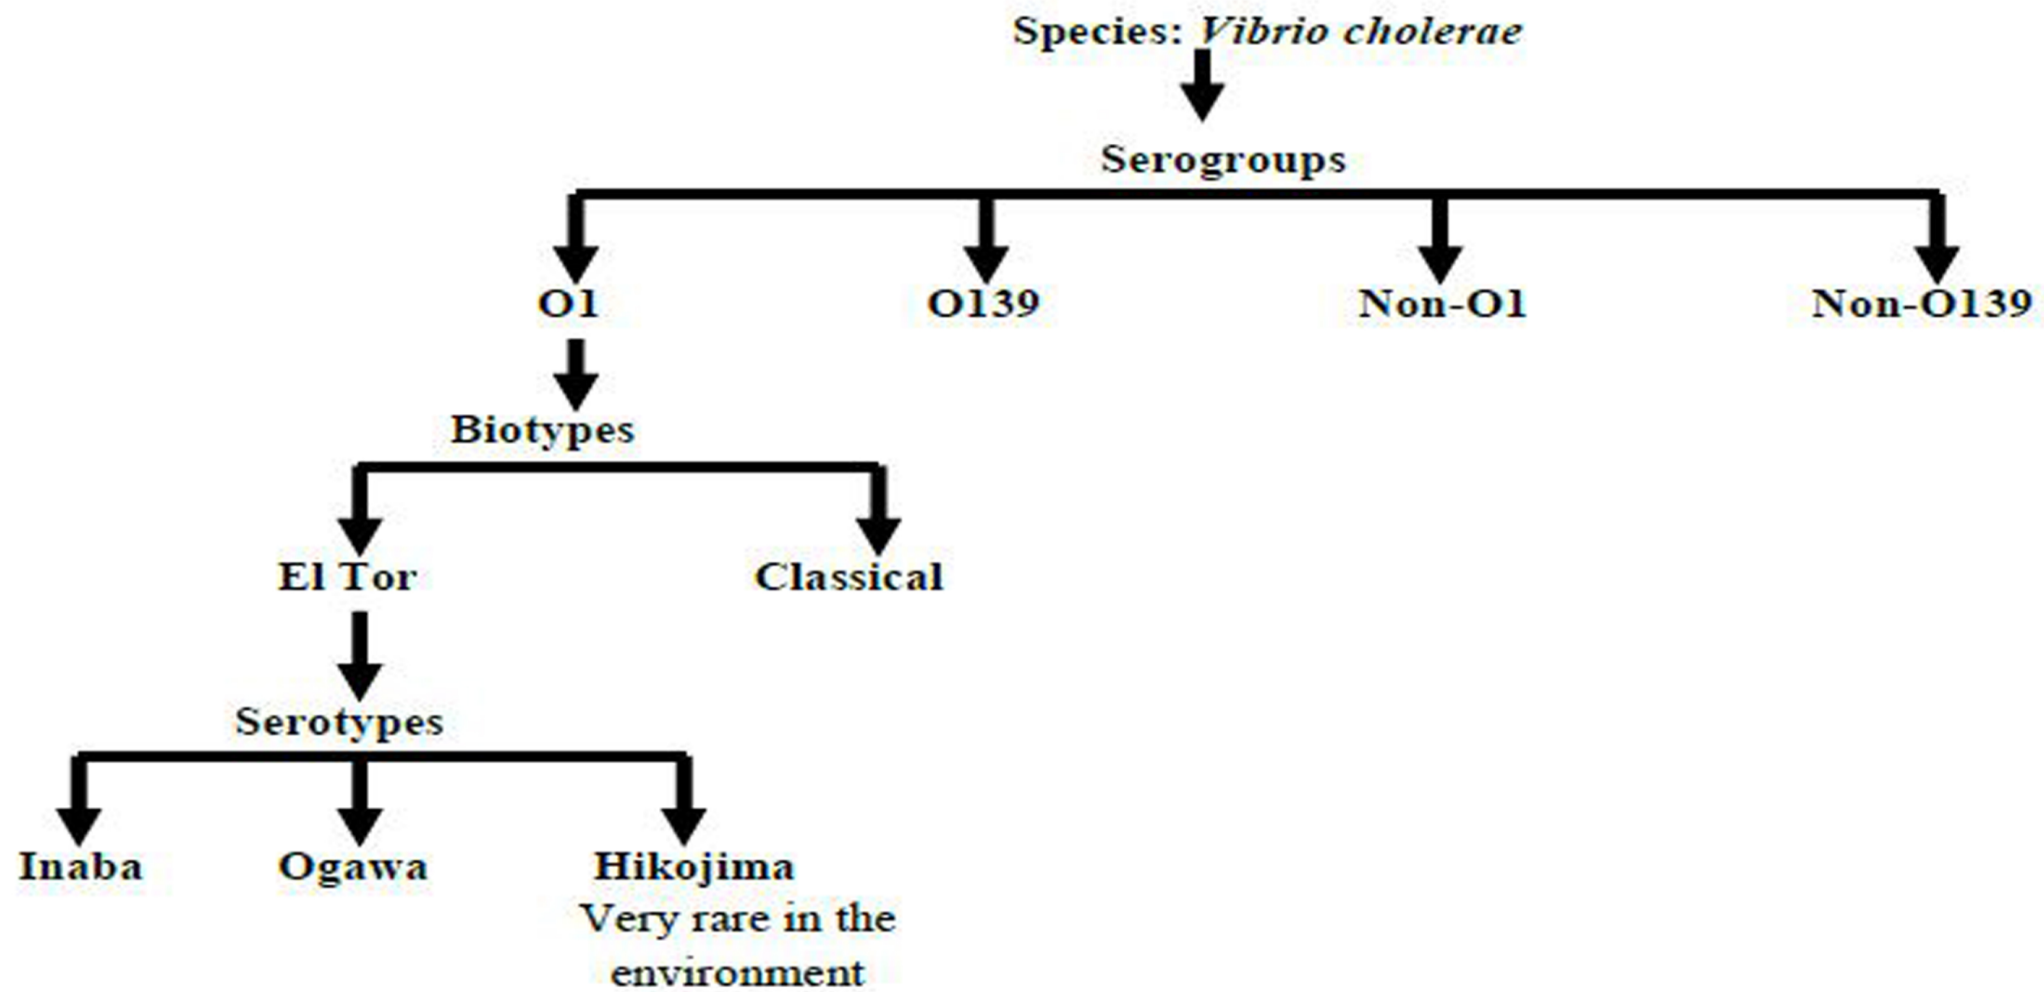 Species: Vibrio cholerae
Serogroups
O1
O139
Non-O1
Non-O139
Biotypes
El Tor
Classical
Serotypes
Inaba
Ogawa
Hikojima
Very rare in the
environment